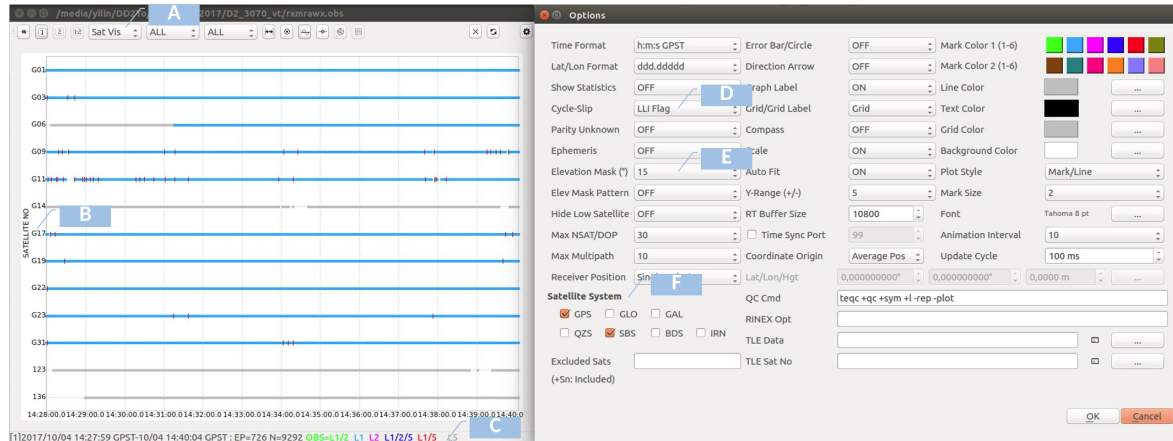 /media/yilin/DD2To 2017/D2_3070_vt/rxmrawx.obs
A
1 2 1-2 Sat Vis ALL ALL
G01
G03
G06
G09
G11
G14
B
G17
G19
G22
G23
G31
123
136
SATELLITE NO
14:28:00.0 14:29:00.0 14:30:00.0 14:31:00.0 14:32:00.0 14:33:00.0 14:34:00.0 14:35:00.0 14:36:00.0 14:37:00.0 14:38:00.0 14:39:00.0 14:40:0
C
[1]2017/10/04 14:27:59 GPST-10/04 14:40:04 GPST : EP=726 N=9292 OBS=L1/2 L1 L2 L1/2/5 L1/5 L5
Options
Time Format h:m:s GPST Error Bar/Circle OFF Mark Color 1 (1-6)
Lat/Lon Format ddd.ddddd Direction Arrow OFF Mark Color 2 (1-6)
Show Statistics OFF D Graph Label ON Line Color ...
Cycle-Slip LLI Flag Grid/Grid Label Grid Text Color ...
Parity Unknown OFF Compass OFF Grid Color ...
Ephemeris OFF E Scale ON Background Color ...
Elevation Mask (°) 15 Auto Fit ON Plot Style Mark/Line
Elev Mask Pattern OFF Y-Range (+/-) 5 Mark Size 2
Hide Low Satellite OFF RT Buffer Size 10800 Font Tahoma 8 pt ...
Max NSAT/DOP 30 Time Sync Port 99 Animation Interval 10
Max Multipath 10 Coordinate Origin Average Pos Update Cycle 100 ms
Receiver Position F Lat/Lon/Hgt 0,000000000° 0,000000000° 0,0000 m ...
Satellite System QC Cmd teqc +qc +sym +l -rep -plot
GPS GLO GAL RINEX Opt
QZS SBS BDS IRN TLE Data ...
Excluded Sats TLE Sat No ...
(+Sn: Included)
OK Cancel